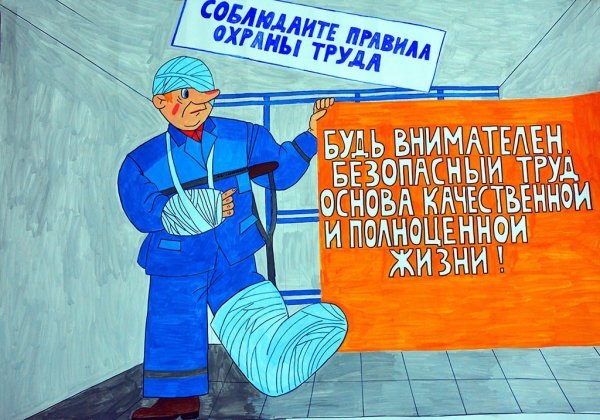 СОБЛЮДАЙТЕ ПРАВИЛА
ОХРАНЫ ТРУДА
БУДЬ ВНИМАТЕЛЕН,
БЕЗОПАСНЫЙ ТРУД
ОСНОВА КАЧЕСТВЕННОЙ
И ПОЛНОЦЕННОЙ
ЖИЗНИ!